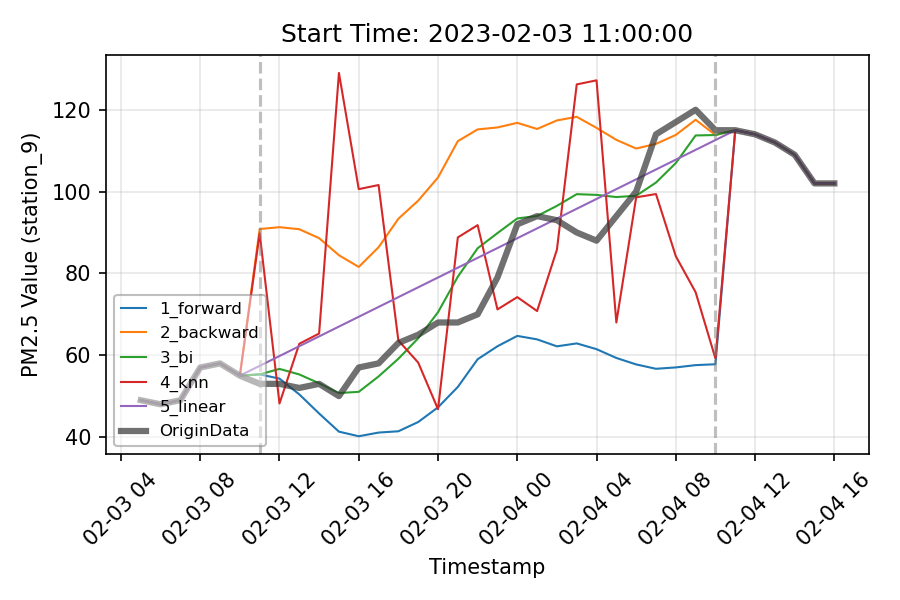 Start Time: 2023-02-03 11:00:00
PM2.5 Value (station_9)
120
100
80
60
40
1_forward
2_backward
3_bi
4_knn
5_linear
OriginData
02-03 04
02-03 08
02-03 12
02-03 16
02-03 20
02-04 00
02-04 04
02-04 08
02-04 12
02-04 16
Timestamp